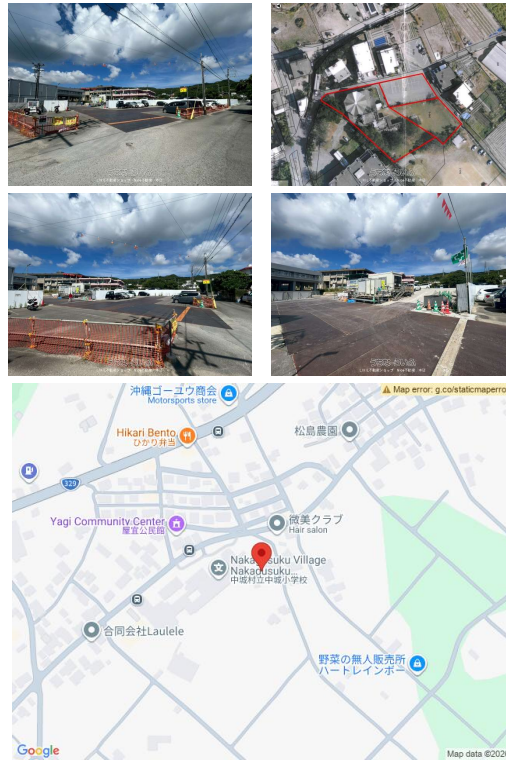 沖縄ゴーユウ商会
Motorsports store
Map error: g.co/staticmaperro
Hikari Bento
ひかり弁当
松島農園
329
Yagi Community Center
屋宜公民館
微美クラブ
Hair salon
Nakagusuku Village
Nakagusuku...
中城村立中城小学校
合同会社Laulele
野菜の無人販売所
ハートレインボー
Google
Map data ©202